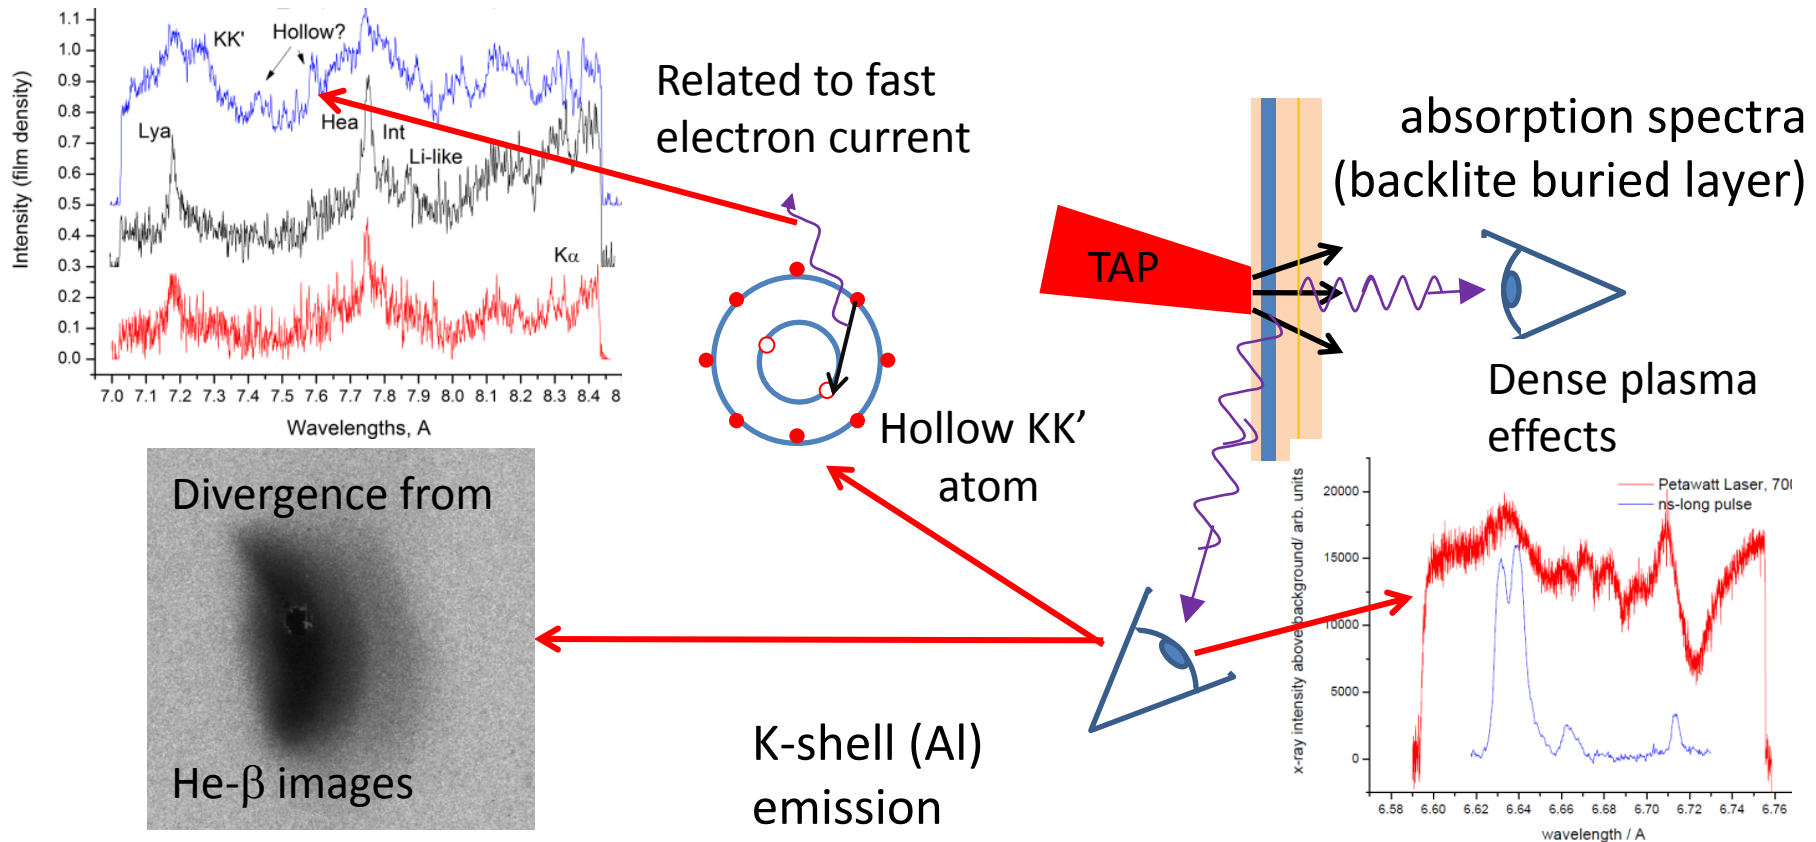 1.1
1.0
0.9
0.8
0.7
0.6
0.5
0.4
0.3
0.2
0.1
0.0
Intensity (film density)
KK'
Hollow?
Lya
Hea
Int
Li-like
Kα
7.0 7.1 7.2 7.3 7.4 7.5 7.6 7.7 7.8 7.9 8.0 8.1 8.2 8.3 8.4 8
Wavelengths, A
Related to fast
electron current
absorption spectra
(backlite buried layer)
TAP
Hollow KK’
atom
Dense plasma
effects
Divergence from
He-β images
K-shell (Al)
emission
Petawatt Laser, 700
ns-long pulse
20000
15000
10000
5000
0
x-ray intensity above background/ arb. units
6.58 6.60 6.62 6.64 6.66 6.68 6.70 6.72 6.74 6.76
wavelength / A